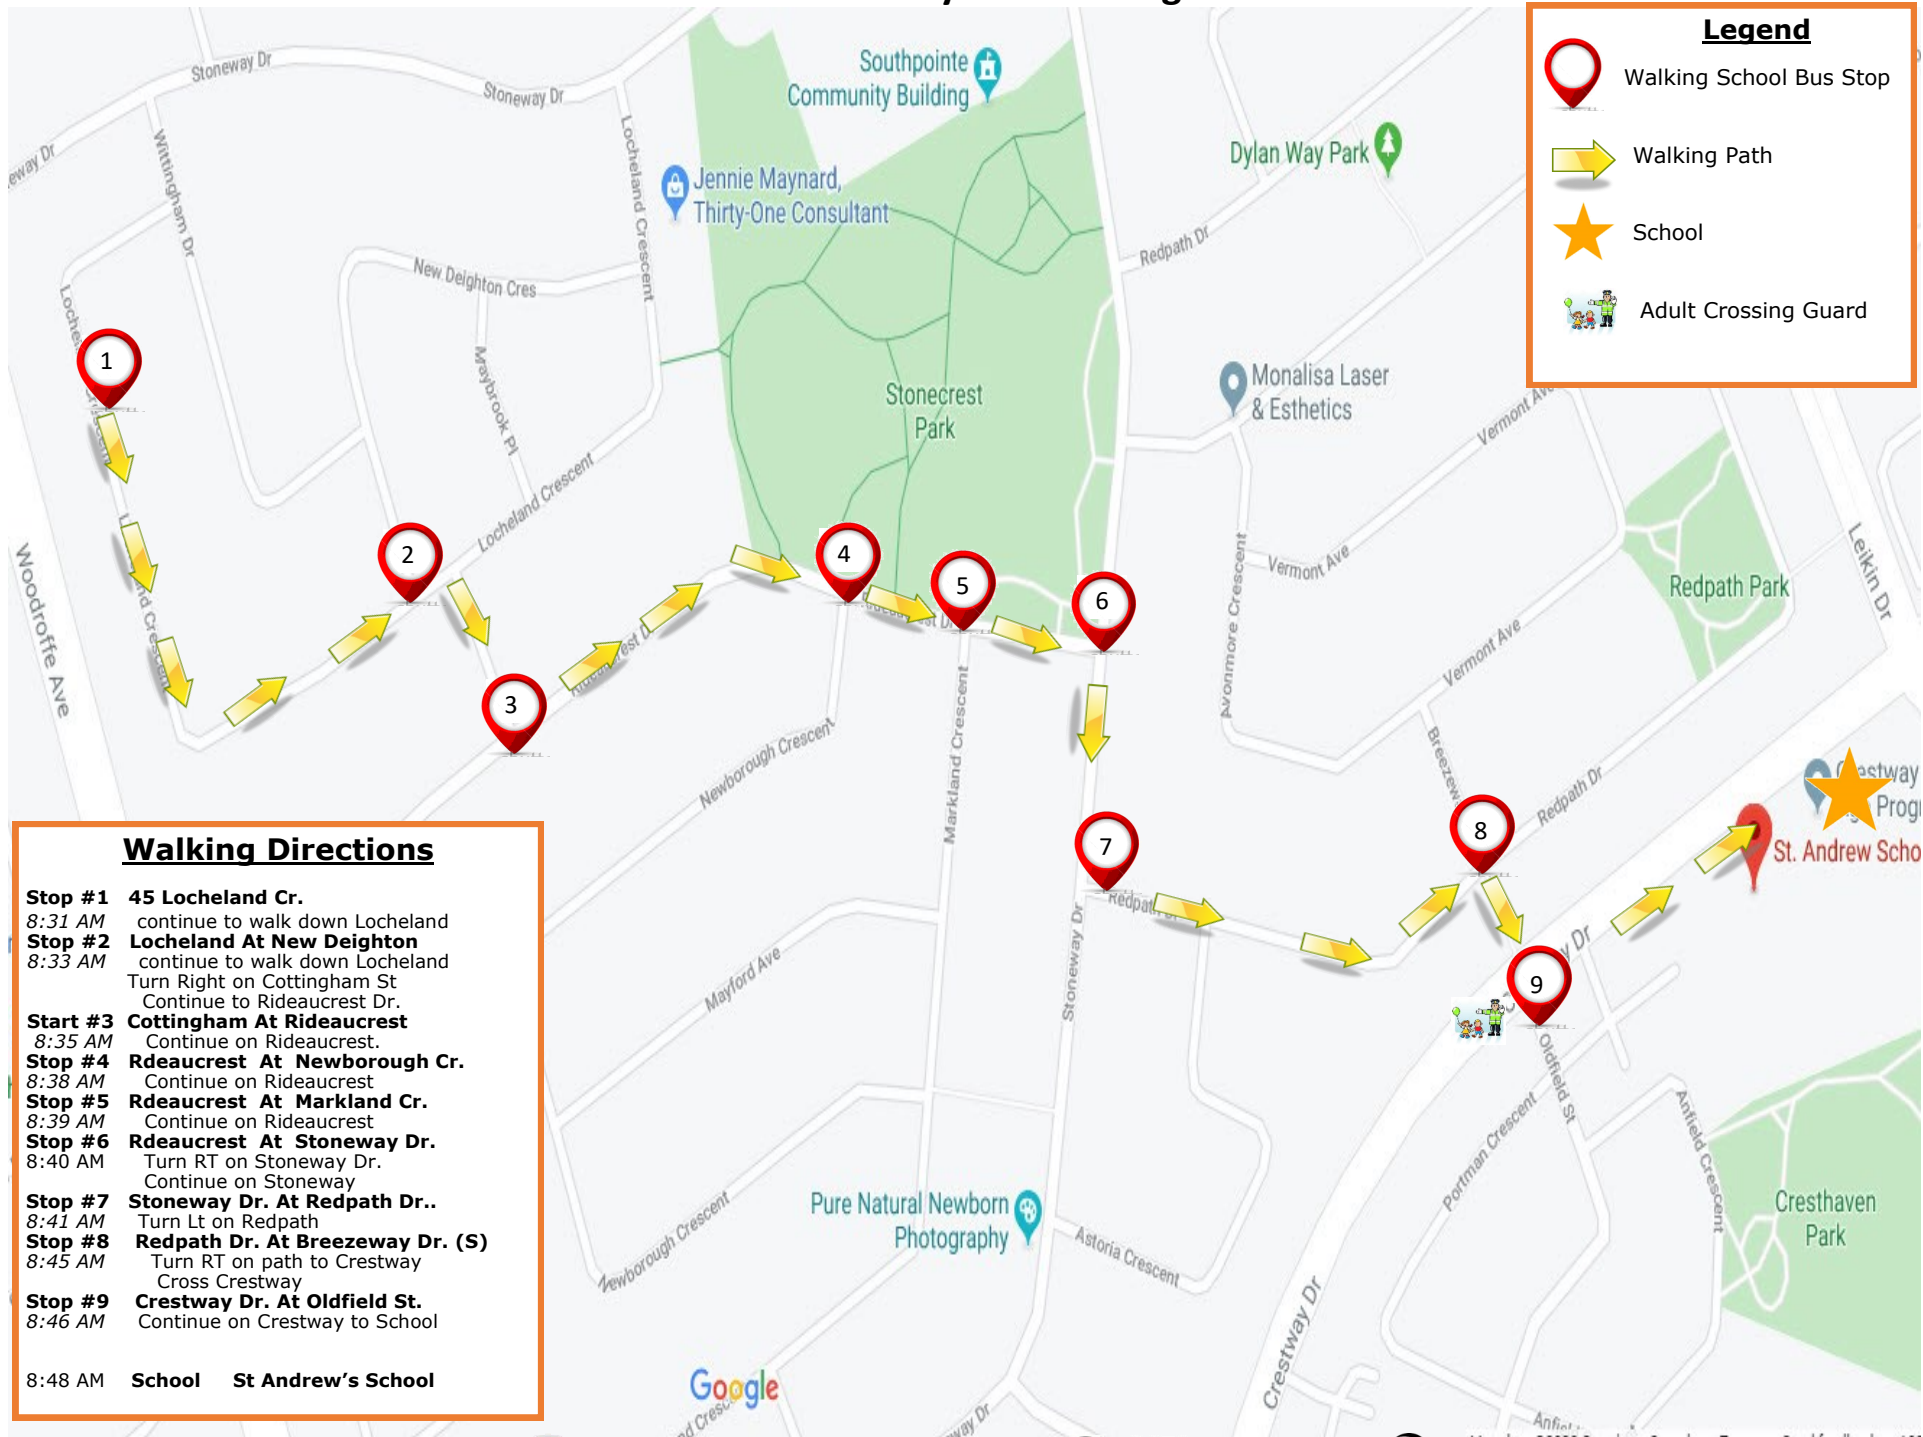 Legend
Walking School Bus Stop
Walking Path
School
Adult Crossing Guard
Stoneway Dr
Stoneway Dr
Wittingham Dr
Locheland Crescent
New Deighton Cres
Maybrook Pl
Locheland Crescent
Woodroffe Ave
Southpointe
Community Building
Jennie Maynard,
Thirty-One Consultant
Dylan Way Park
Redpath Dr
Stonecrest
Park
Monalisa Laser
& Esthetics
Vermont Ave
Vermont Ave
Vermont Ave
Avonmore Crescent
Redpath Park
Leikin Dr
Redpath Dr
Newborough Crescent
Markland Crescent
Stoneway Dr
Mayford Ave
Newborough Crescent
Pure Natural Newborn
Photography
Astoria Crescent
Crestway Dr
Oldfield St
Portman Crescent
Anfield Crescent
Cresthaven
Park
St. Andrew Scho
1
2
3
4
5
6
7
8
9
Walking Directions
Stop #1 45 Locheland Cr.
8:31 AM continue to walk down Locheland
Stop #2 Locheland At New Deighton
8:33 AM continue to walk down Locheland
Turn Right on Cottingham St
Continue to Rideaucrest Dr.
Start #3 Cottingham At Rideaucrest
8:35 AM Continue on Rideaucrest.
Stop #4 Rdeaucrest At Newborough Cr.
8:38 AM Continue on Rideaucrest
Stop #5 Rdeaucrest At Markland Cr.
8:39 AM Continue on Rideaucrest
Stop #6 Rdeaucrest At Stoneway Dr.
8:40 AM Turn RT on Stoneway Dr.
Continue on Stoneway
Stop #7 Stoneway Dr. At Redpath Dr..
8:41 AM Turn Lt on Redpath
Stop #8 Redpath Dr. At Breezeway Dr. (S)
8:45 AM Turn RT on path to Crestway
Cross Crestway
Stop #9 Crestway Dr. At Oldfield St.
8:46 AM Continue on Crestway to School
8:48 AM School St Andrew's School
Google